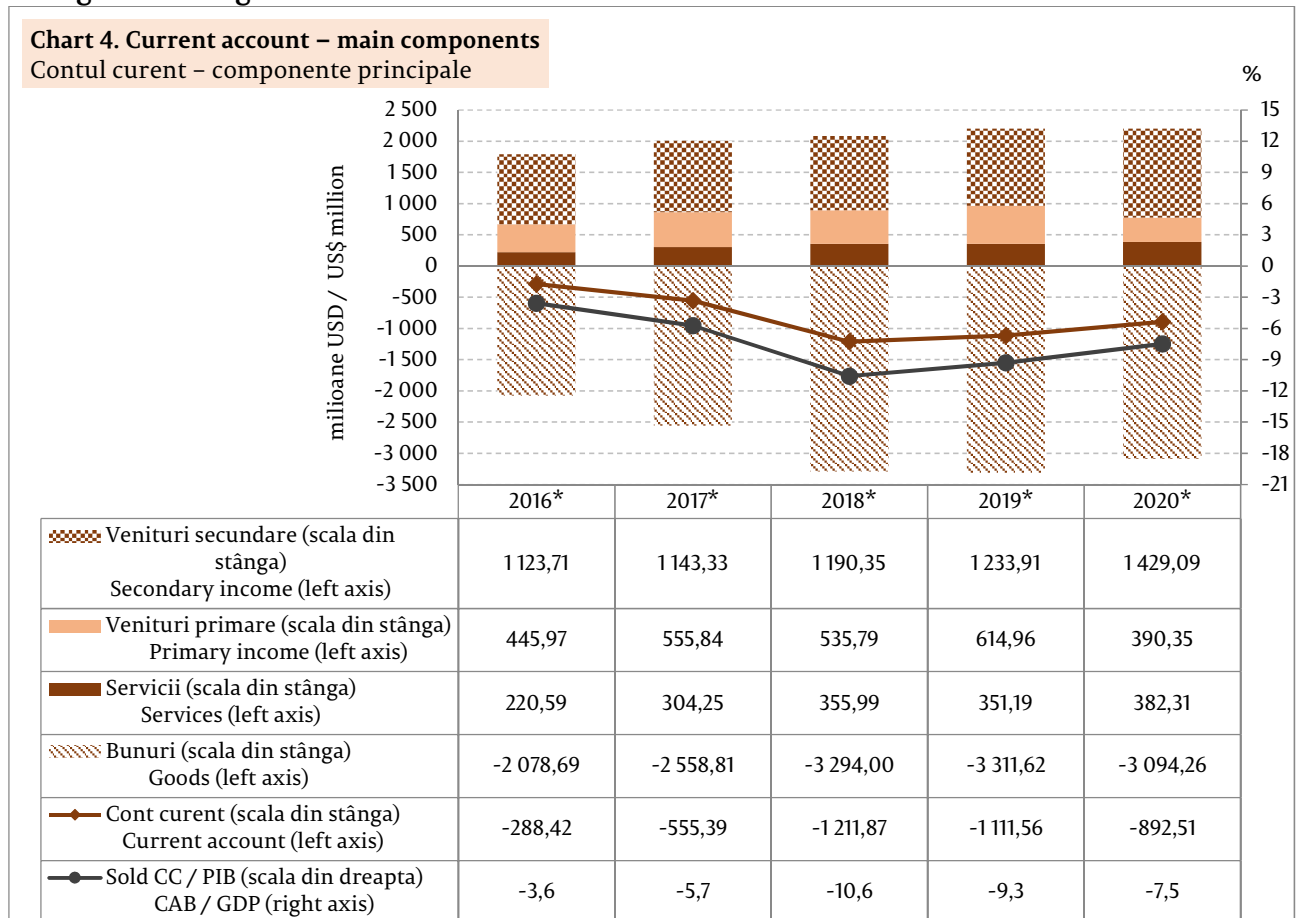 Chart 4. Current account – main components
Contul curent – componente principale
%
milioane USD / US$ million
2 500
2 000
1 500
1 000
500
0
-500
-1 000
-1 500
-2 000
-2 500
-3 000
-3 500
15
12
9
6
3
0
-3
-6
-9
-12
-15
-18
-21
2016* 2017* 2018* 2019* 2020*
Venituri secundare (scala din
stânga)
Secondary income (left axis)
1 123,71 1 143,33 1 190,35 1 233,91 1 429,09
Venituri primare (scala din stânga)
Primary income (left axis)
445,97 555,84 535,79 614,96 390,35
Servicii (scala din stânga)
Services (left axis)
220,59 304,25 355,99 351,19 382,31
Bunuri (scala din stânga)
Goods (left axis)
-2 078,69 -2 558,81 -3 294,00 -3 311,62 -3 094,26
Cont curent (scala din stânga)
Current account (left axis)
-288,42 -555,39 -1 211,87 -1 111,56 -892,51
Sold CC / PIB (scala din dreapta)
CAB / GDP (right axis)
-3,6 -5,7 -10,6 -9,3 -7,5